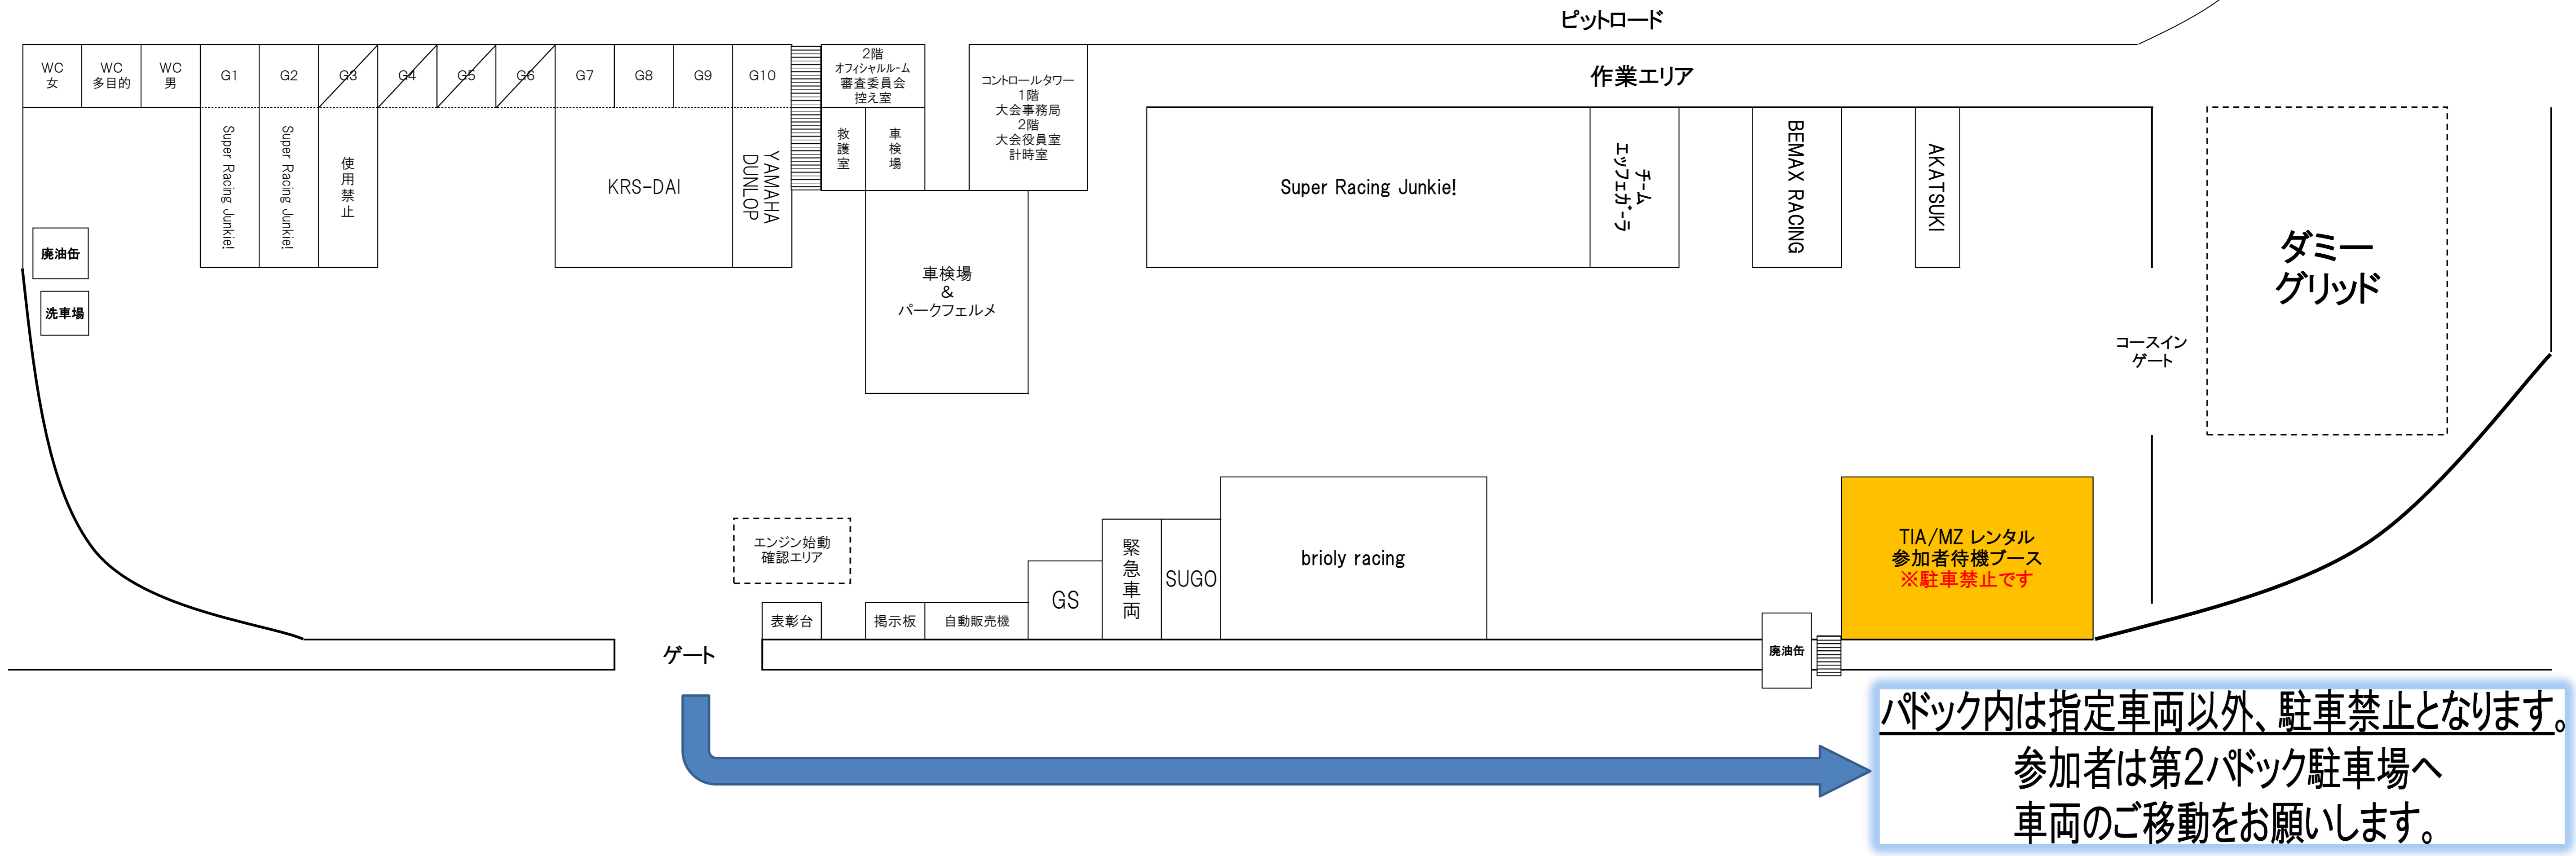 ピットロード
作業エリア
WC
女
WC
多目的
WC
男
G1
G2
G3
G4
G5
G6
G7
G8
G9
G10
2階
オフィシャルルーム
審査委員会
控え室
コントロールタワー
1階
大会事務局
2階
大会役員室
計時室
Super Racing Junkie!
Super Racing Junkie!
使用禁止
KRS-DAI
YAMAHA
DUNLOP
救護室
車検場
Super Racing Junkie!
チーム
エッフェガーラ
BEMAX RACING
AKATSUKI
ダミー
グリッド
廃油缶
洗車場
車検場
&
パークフェルメ
コースイン
ゲート
エンジン始動
確認エリア
表彰台
掲示板
自動販売機
GS
緊急車両
SUGO
brioly racing
TIA/MZ レンタル
参加者待機ブース
※駐車禁止です
ゲート
廃油缶
パドック内は指定車両以外、駐車禁止となります。
参加者は第2パドック駐車場へ
車両のご移動をお願いします。